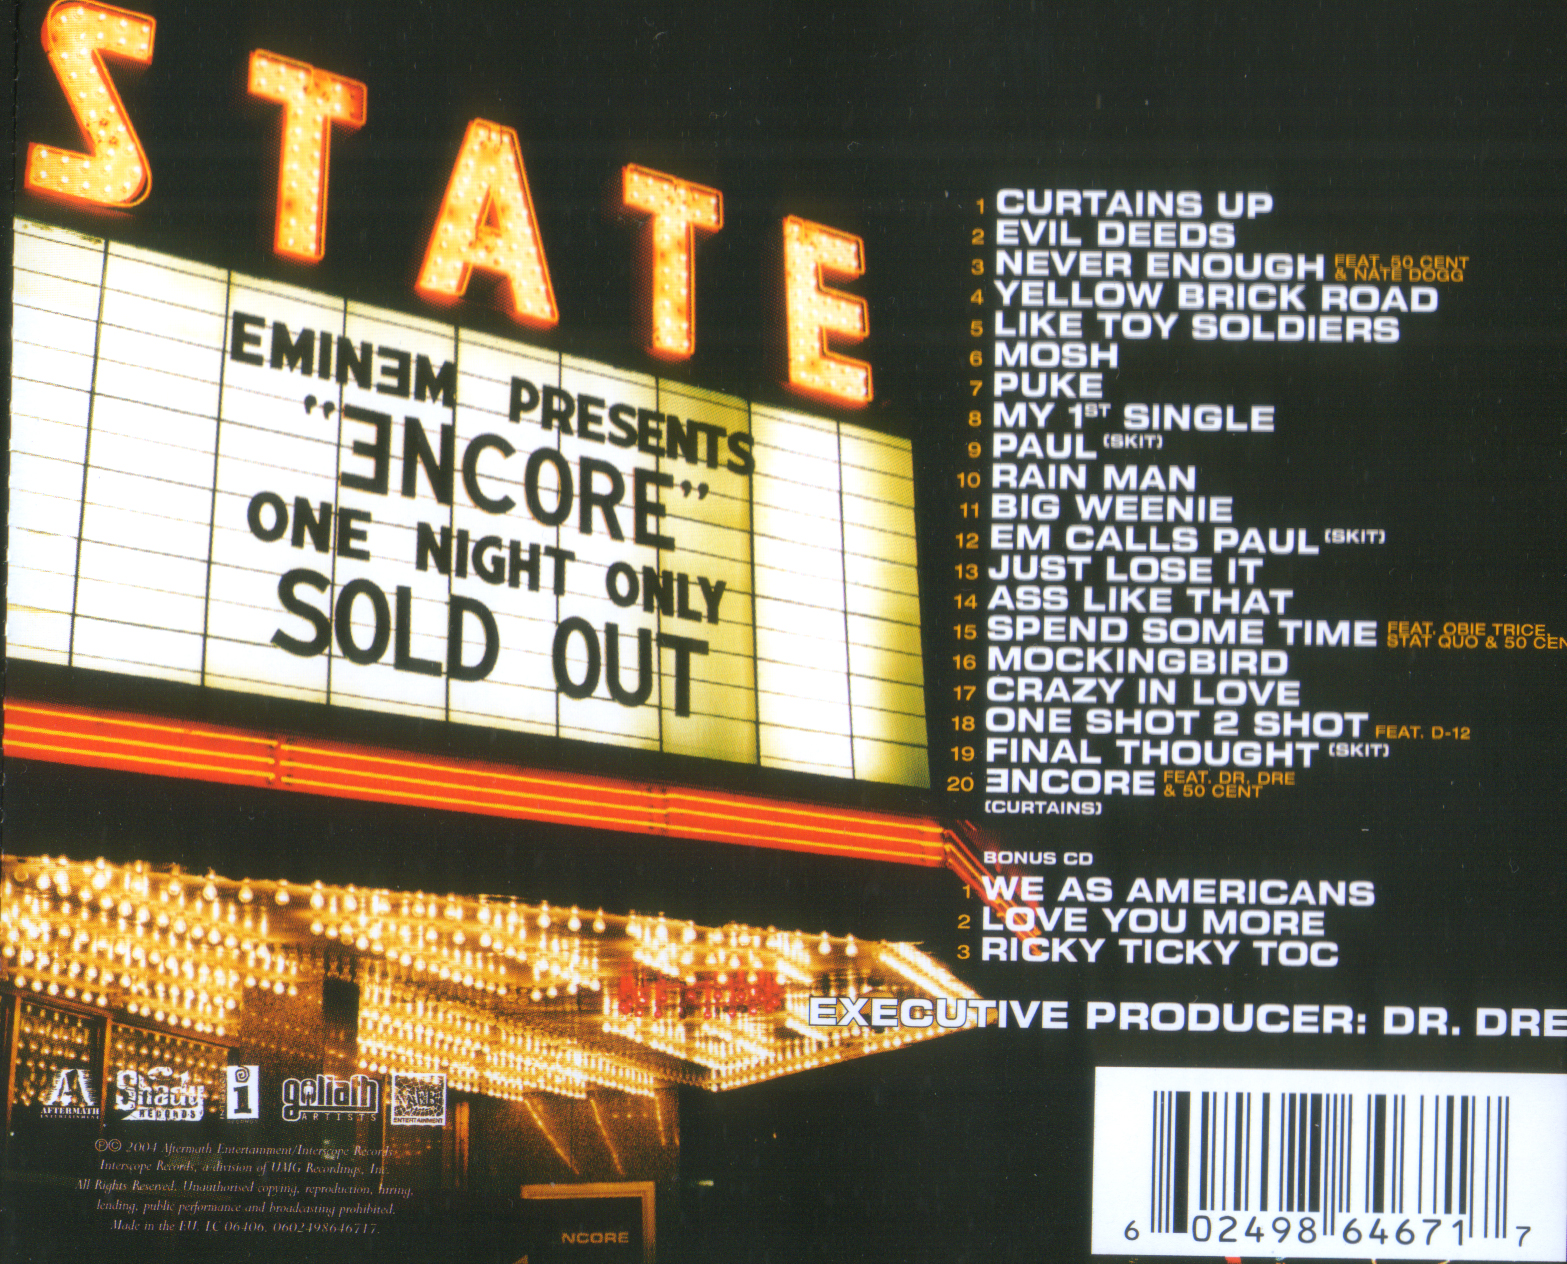 STATE
EMINƎM PRESENTS
"ƎNCORE"
ONE NIGHT ONLY
SOLD OUT
1 CURTAINS UP
2 EVIL DEEDS
3 NEVER ENOUGH FEAT. 50 CENT
& NATE DOGG
4 YELLOW BRICK ROAD
5 LIKE TOY SOLDIERS
6 MOSH
7 PUKE
8 MY 1ST SINGLE
9 PAUL (SKIT)
10 RAIN MAN
11 BIG WEENIE
12 EM CALLS PAUL (SKIT)
13 JUST LOSE IT
14 ASS LIKE THAT
15 SPEND SOME TIME FEAT. OBIE TRICE,
STAT QUO & 50 CEN
16 MOCKINGBIRD
17 CRAZY IN LOVE
18 ONE SHOT 2 SHOT FEAT. D-12
19 FINAL THOUGHT (SKIT)
20 ƎNCORE FEAT. DR. DRE
& 50 CENT
(CURTAINS)
BONUS CD
1 WE AS AMERICANS
2 LOVE YOU MORE
3 RICKY TICKY TOC
EXECUTIVE PRODUCER: DR. DRE
A
AFTERMATH
ENTERTAINMENT
Shady
RECORDS
i
goliath
ARTISTS
ENTERTAINMENT
℗© 2004 Aftermath Entertainment/Interscope Records.
Interscope Records, a division of UMG Recordings, Inc.
All Rights Reserved. Unauthorised copying, reproduction, hiring,
lending, public performance and broadcasting prohibited.
Made in the EU. LC 06406. 0602498646717.
NCORE
6 02498 64671 7